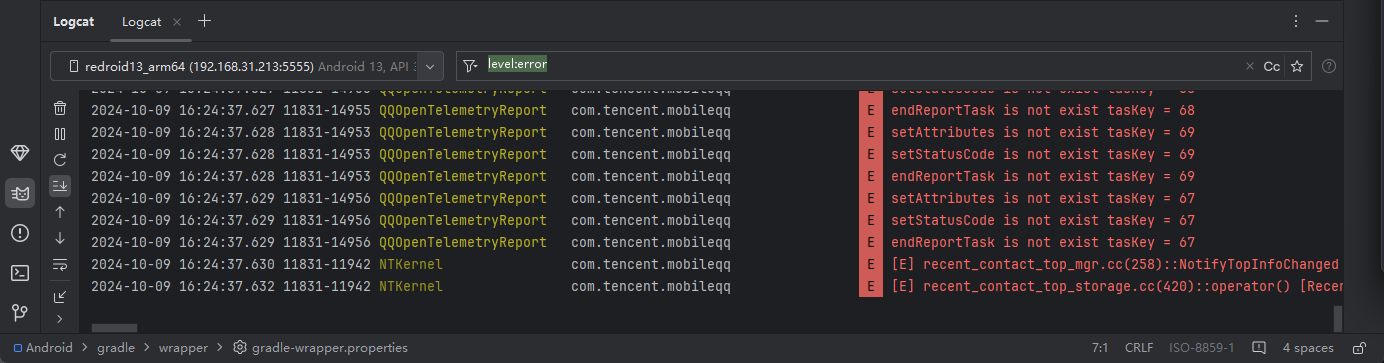 Logcat Logcat
redroid13_arm64 (192.168.31.213:5555) Android 13, API level:error Cc
2024-10-09 16:24:37.627 11831-14955 QQOpenTelemetryReport com.tencent.mobileqq E endReportTask is not exist tasKey = 68
2024-10-09 16:24:37.628 11831-14953 QQOpenTelemetryReport com.tencent.mobileqq E setAttributes is not exist tasKey = 69
2024-10-09 16:24:37.628 11831-14953 QQOpenTelemetryReport com.tencent.mobileqq E setStatusCode is not exist tasKey = 69
2024-10-09 16:24:37.628 11831-14953 QQOpenTelemetryReport com.tencent.mobileqq E endReportTask is not exist tasKey = 69
2024-10-09 16:24:37.629 11831-14956 QQOpenTelemetryReport com.tencent.mobileqq E setAttributes is not exist tasKey = 67
2024-10-09 16:24:37.629 11831-14956 QQOpenTelemetryReport com.tencent.mobileqq E setStatusCode is not exist tasKey = 67
2024-10-09 16:24:37.629 11831-14956 QQOpenTelemetryReport com.tencent.mobileqq E endReportTask is not exist tasKey = 67
2024-10-09 16:24:37.630 11831-11942 NTKernel com.tencent.mobileqq E [E] recent_contact_top_mgr.cc(258)::NotifyTopInfoChanged
2024-10-09 16:24:37.632 11831-11942 NTKernel com.tencent.mobileqq E [E] recent_contact_top_storage.cc(420)::operator() [Recen
Android > gradle > wrapper > gradle-wrapper.properties 7:1 CRLF ISO-8859-1 4 spaces